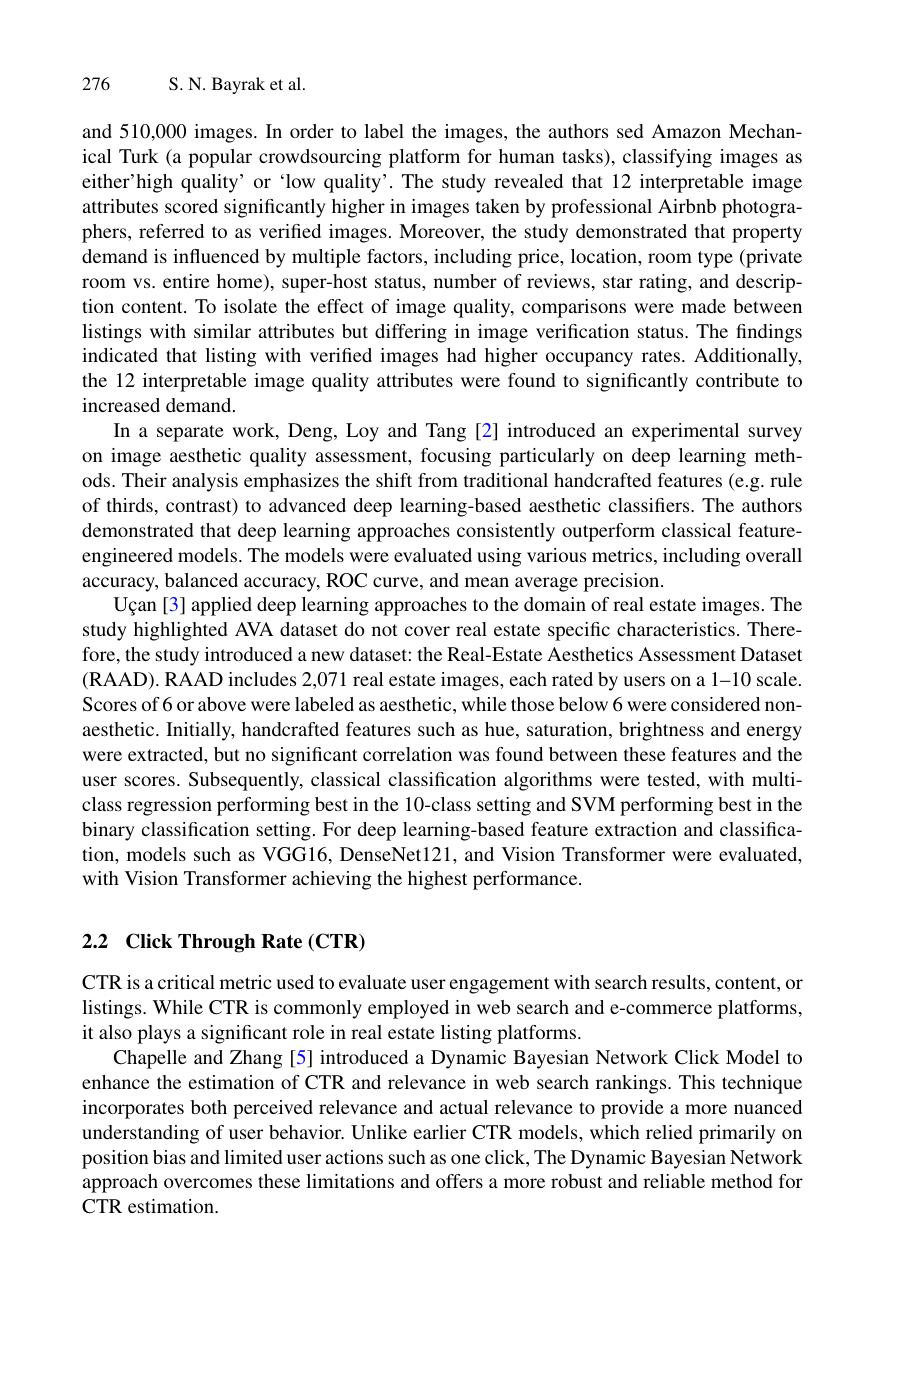 276 S. N. Bayrak et al.
and 510,000 images. In order to label the images, the authors sed Amazon Mechan-
ical Turk (a popular crowdsourcing platform for human tasks), classifying images as
either’high quality’ or ‘low quality’. The study revealed that 12 interpretable image
attributes scored significantly higher in images taken by professional Airbnb photogra-
phers, referred to as verified images. Moreover, the study demonstrated that property
demand is influenced by multiple factors, including price, location, room type (private
room vs. entire home), super-host status, number of reviews, star rating, and descrip-
tion content. To isolate the effect of image quality, comparisons were made between
listings with similar attributes but differing in image verification status. The findings
indicated that listing with verified images had higher occupancy rates. Additionally,
the 12 interpretable image quality attributes were found to significantly contribute to
increased demand.
In a separate work, Deng, Loy and Tang [2] introduced an experimental survey
on image aesthetic quality assessment, focusing particularly on deep learning meth-
ods. Their analysis emphasizes the shift from traditional handcrafted features (e.g. rule
of thirds, contrast) to advanced deep learning-based aesthetic classifiers. The authors
demonstrated that deep learning approaches consistently outperform classical feature-
engineered models. The models were evaluated using various metrics, including overall
accuracy, balanced accuracy, ROC curve, and mean average precision.
Uçan [3] applied deep learning approaches to the domain of real estate images. The
study highlighted AVA dataset do not cover real estate specific characteristics. There-
fore, the study introduced a new dataset: the Real-Estate Aesthetics Assessment Dataset
(RAAD). RAAD includes 2,071 real estate images, each rated by users on a 1–10 scale.
Scores of 6 or above were labeled as aesthetic, while those below 6 were considered non-
aesthetic. Initially, handcrafted features such as hue, saturation, brightness and energy
were extracted, but no significant correlation was found between these features and the
user scores. Subsequently, classical classification algorithms were tested, with multi-
class regression performing best in the 10-class setting and SVM performing best in the
binary classification setting. For deep learning-based feature extraction and classifica-
tion, models such as VGG16, DenseNet121, and Vision Transformer were evaluated,
with Vision Transformer achieving the highest performance.
2.2 Click Through Rate (CTR)
CTR is a critical metric used to evaluate user engagement with search results, content, or
listings. While CTR is commonly employed in web search and e-commerce platforms,
it also plays a significant role in real estate listing platforms.
Chapelle and Zhang [5] introduced a Dynamic Bayesian Network Click Model to
enhance the estimation of CTR and relevance in web search rankings. This technique
incorporates both perceived relevance and actual relevance to provide a more nuanced
understanding of user behavior. Unlike earlier CTR models, which relied primarily on
position bias and limited user actions such as one click, The Dynamic Bayesian Network
approach overcomes these limitations and offers a more robust and reliable method for
CTR estimation.